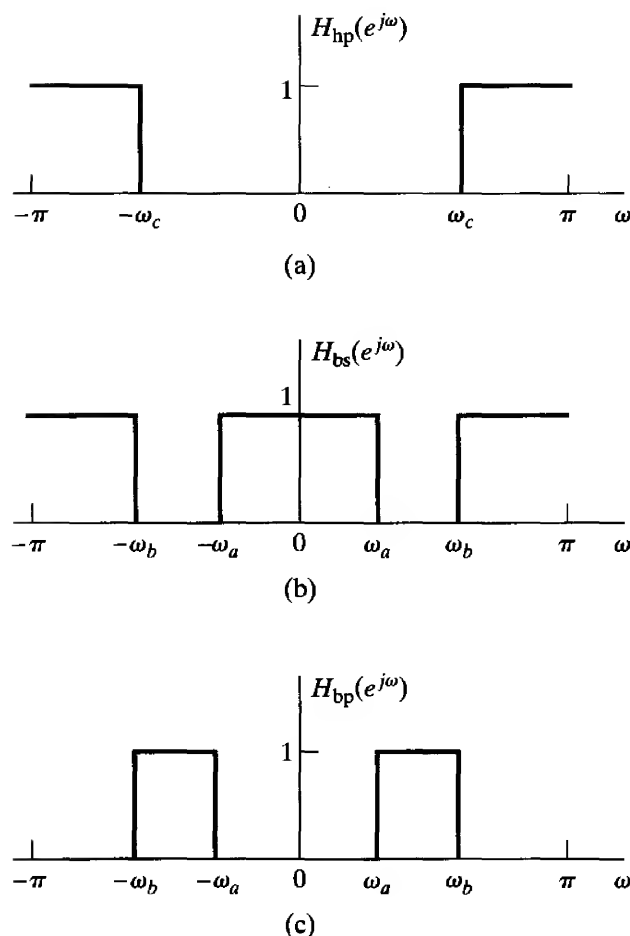 H_hp(e^{jω})
1
−π −ω_c 0 ω_c π ω
(a)
H_bs(e^{jω})
1
−π −ω_b −ω_a 0 ω_a ω_b π ω
(b)
H_bp(e^{jω})
1
−π −ω_b −ω_a 0 ω_a ω_b π ω
(c)